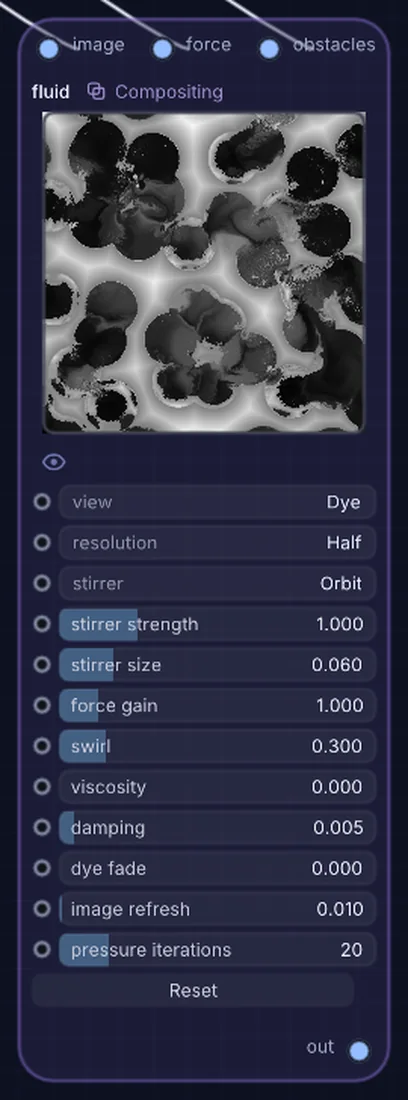 image force obstacles
fluid Compositing
view Dye
resolution Half
stirrer Orbit
stirrer strength 1.000
stirrer size 0.060
force gain 1.000
swirl 0.300
viscosity 0.000
damping 0.005
dye fade 0.000
image refresh 0.010
pressure iterations 20
Reset
out